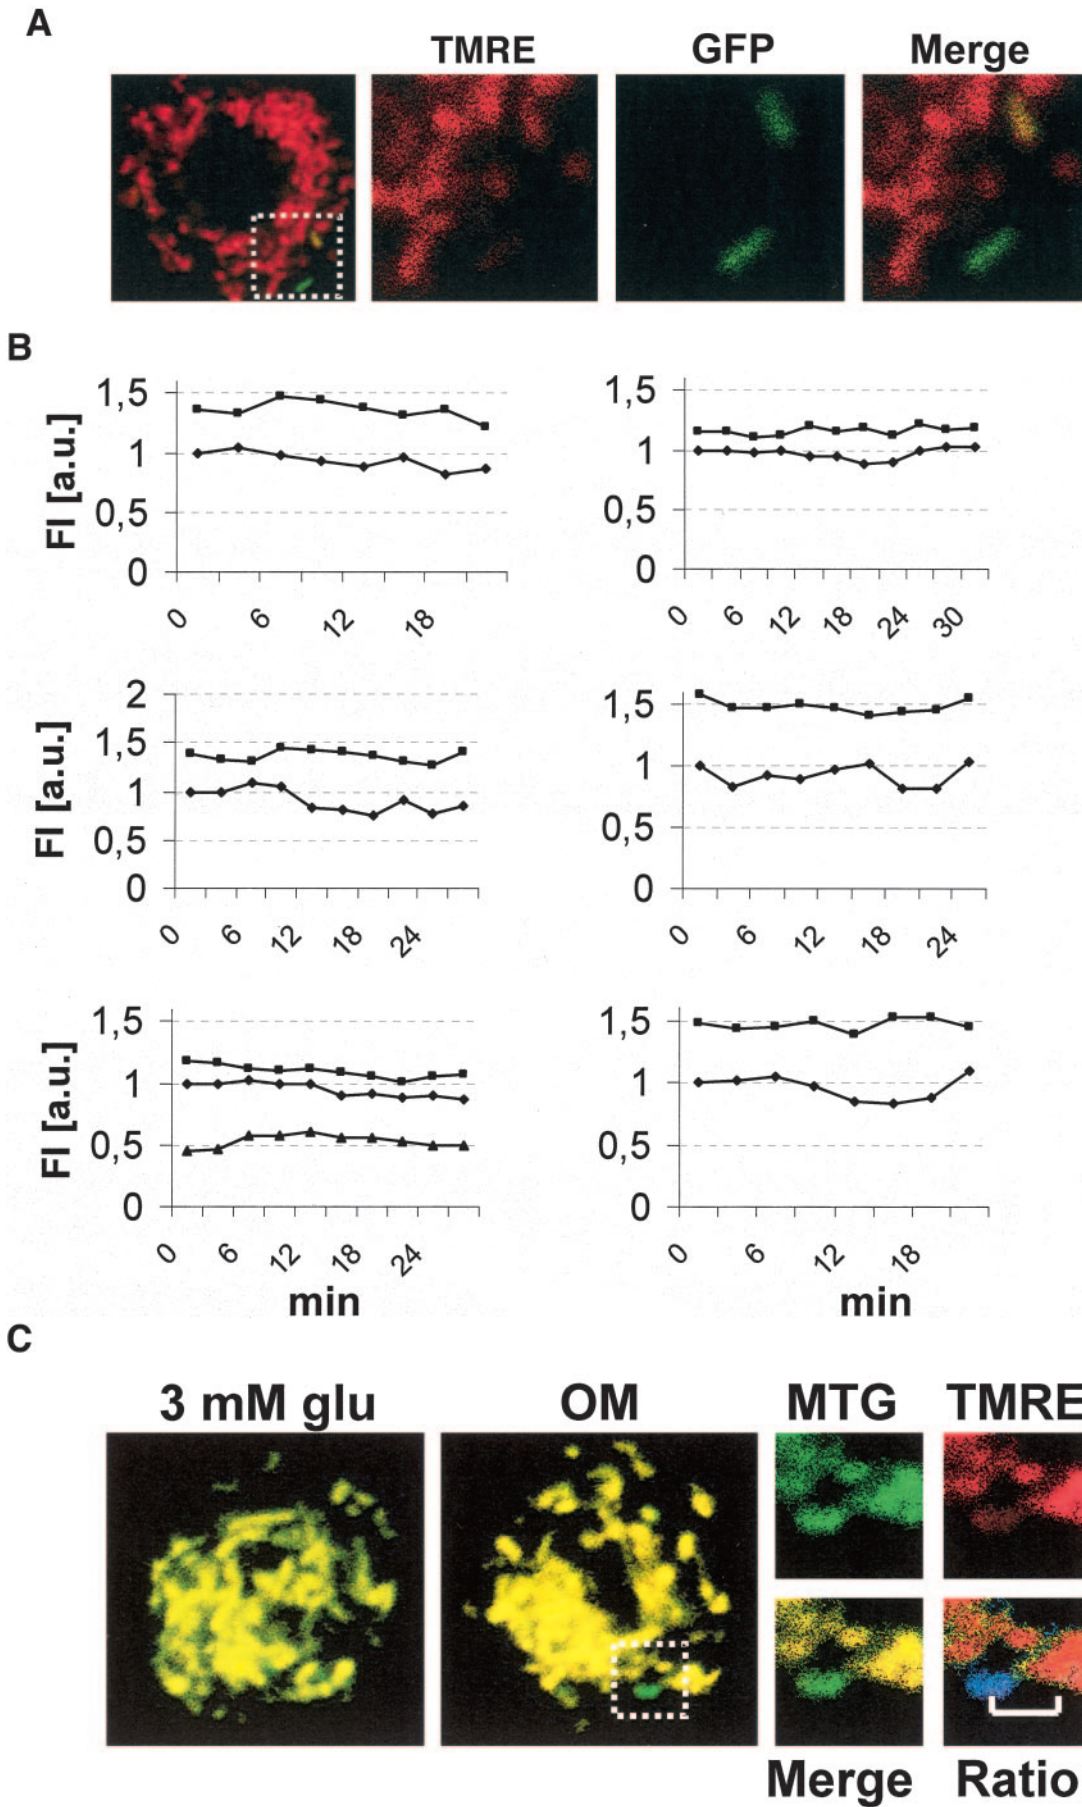 A
TMRE GFP Merge
B
FI [a.u.]
1,5
1
0,5
0
0 6 12 18
1,5
1
0,5
0
0 6 12 18 24 30
FI [a.u.]
2
1,5
1
0,5
0
0 6 12 18 24
1,5
1
0,5
0
0 6 12 18 24
FI [a.u.]
1,5
1
0,5
0
0 6 12 18 24
min
1,5
1
0,5
0
0 6 12 18
min
C
3 mM glu OM MTG TMRE
Merge Ratio